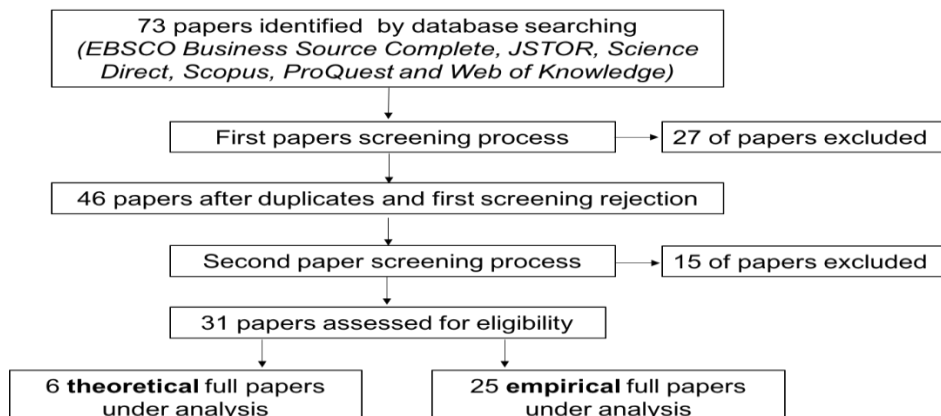 73 papers identified by database searching
(EBSCO Business Source Complete, JSTOR, Science
Direct, Scopus, ProQuest and Web of Knowledge)
First papers screening process
27 of papers excluded
46 papers after duplicates and first screening rejection
Second paper screening process
15 of papers excluded
31 papers assessed for eligibility
6 theoretical full papers
under analysis
25 empirical full papers
under analysis